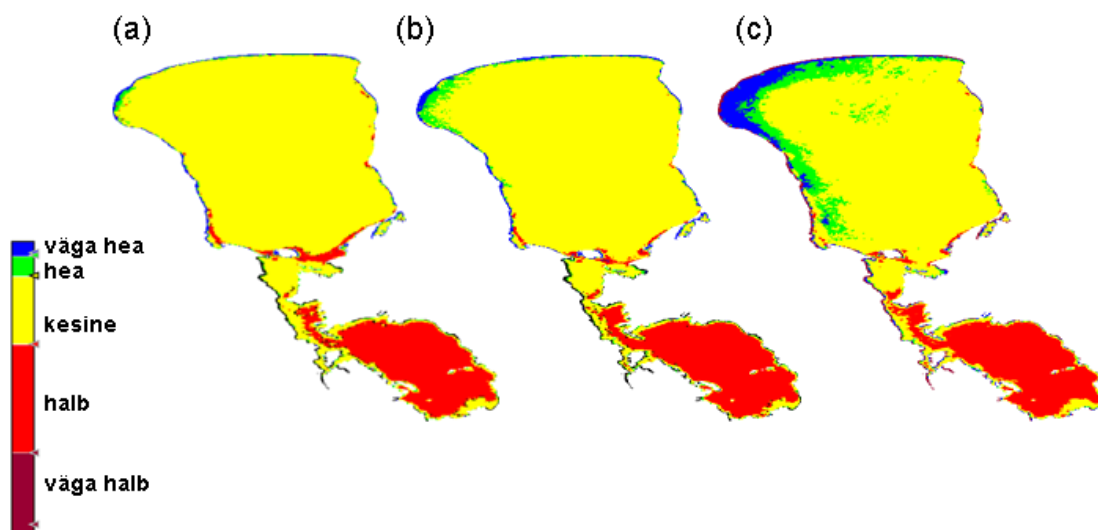 (a)
(b)
(c)
väga hea
hea
kesine
halb
väga halb